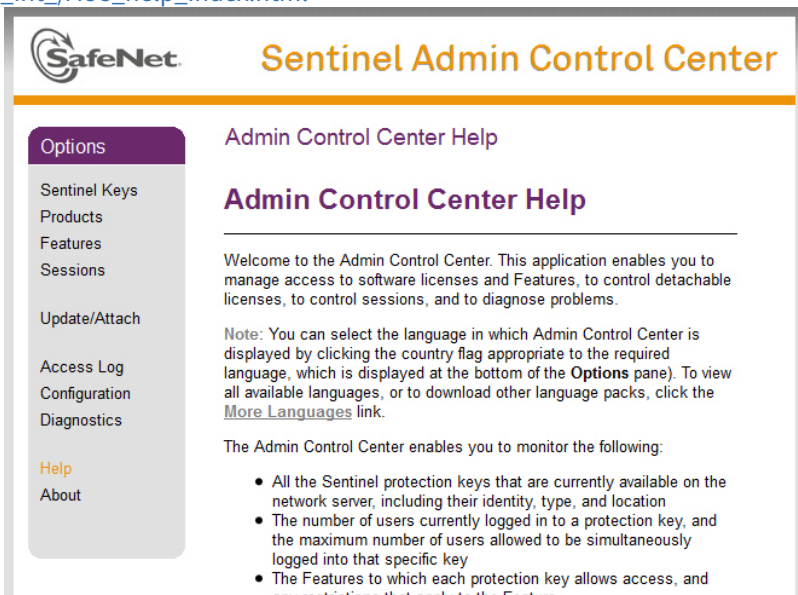 SafeNet.
Sentinel Admin Control Center
Options
Sentinel Keys
Products
Features
Sessions
Update/Attach
Access Log
Configuration
Diagnostics
Help
About
Admin Control Center Help
Admin Control Center Help
Welcome to the Admin Control Center. This application enables you to
manage access to software licenses and Features, to control detachable
licenses, to control sessions, and to diagnose problems.
Note: You can select the language in which Admin Control Center is
displayed by clicking the country flag appropriate to the required
language, which is displayed at the bottom of the Options pane). To view
all available languages, or to download other language packs, click the
More Languages link.
The Admin Control Center enables you to monitor the following:
● All the Sentinel protection keys that are currently available on the
network server, including their identity, type, and location
● The number of users currently logged in to a protection key, and
the maximum number of users allowed to be simultaneously
logged into that specific key
● The Features to which each protection key allows access, and